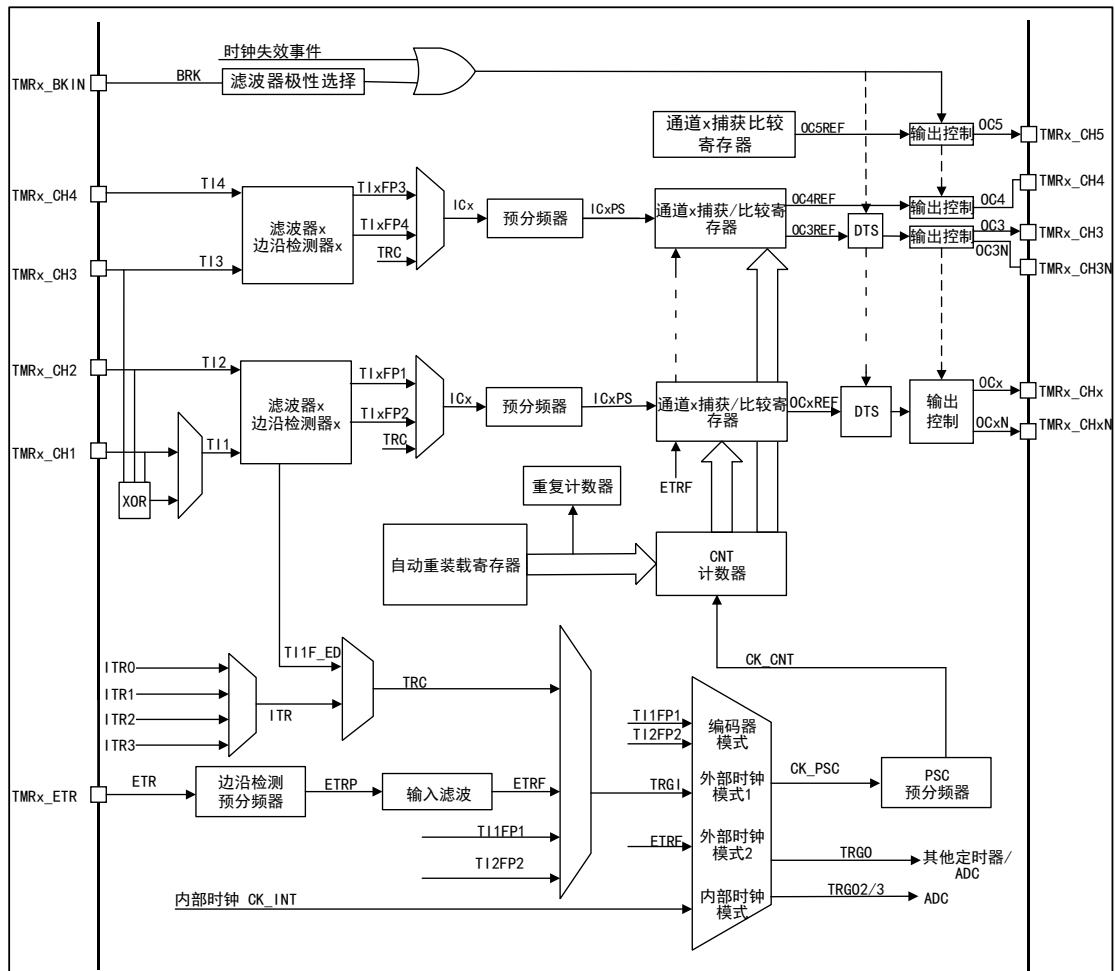 时钟失效事件
TMRx_BKIN
BRK
滤波器极性选择
通道x捕获比较
寄存器
OC5REF
输出控制
OC5
TMRx_CH5
TMRx_CH4
TI4
TIxFP3
TIxFP4
TRC
滤波器x
边沿检测器x
ICx
预分频器
ICxPS
通道x捕获/比较寄
存器
OC4REF
OC3REF
DTS
输出控制
OC4
TMRx_CH4
输出控制
OC3
OC3N
TMRx_CH3
TMRx_CH3N
TMRx_CH3
TI3
TMRx_CH2
TI2
滤波器x
边沿检测器x
TIxFP1
TIxFP2
TRC
ICx
预分频器
ICxPS
通道x捕获/比较寄
存器
OCxREF
DTS
输出
控制
OCx
OCxN
TMRx_CHx
TMRx_CHxN
TMRx_CH1
TI1
XOR
ETRF
重复计数器
自动重装载寄存器
CNT
计数器
TI1F_ED
CK_CNT
ITR0
ITR1
ITR2
ITR3
ITR
TRC
TI1FP1
TI2FP2
编码器
模式
TMRx_ETR
ETR
边沿检测
预分频器
ETRP
输入滤波
ETRF
TRGI
外部时钟
模式1
CK_PSC
PSC
预分频器
TI1FP1
TI2FP2
ETRF
外部时钟
模式2
TRGO
其他定时器/
ADC
内部时钟 CK_INT
内部时钟
模式
TRGO2/3
ADC